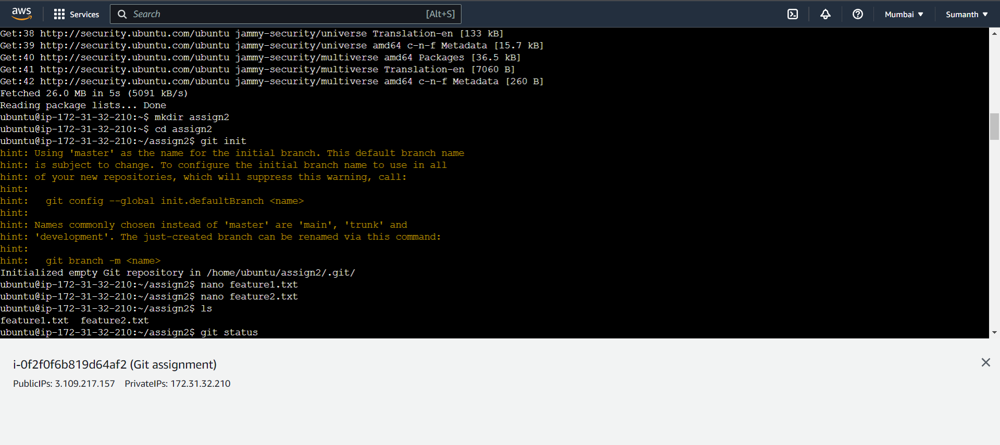 aws Services Search [Alt+S] Mumbai ▼ Sumanth ▼
Get:38 http://security.ubuntu.com/ubuntu jammy-security/universe Translation-en [133 kB]
Get:39 http://security.ubuntu.com/ubuntu jammy-security/universe amd64 c-n-f Metadata [15.7 kB]
Get:40 http://security.ubuntu.com/ubuntu jammy-security/multiverse amd64 Packages [36.5 kB]
Get:41 http://security.ubuntu.com/ubuntu jammy-security/multiverse Translation-en [7060 B]
Get:42 http://security.ubuntu.com/ubuntu jammy-security/multiverse amd64 c-n-f Metadata [260 B]
Fetched 26.0 MB in 5s (5091 kB/s)
Reading package lists... Done
ubuntu@ip-172-31-32-210:~$ mkdir assign2
ubuntu@ip-172-31-32-210:~$ cd assign2
ubuntu@ip-172-31-32-210:~/assign2$ git init
hint: Using 'master' as the name for the initial branch. This default branch name
hint: is subject to change. To configure the initial branch name to use in all
hint: of your new repositories, which will suppress this warning, call:
hint:
hint:   git config --global init.defaultBranch <name>
hint:
hint: Names commonly chosen instead of 'master' are 'main', 'trunk' and
hint: 'development'. The just-created branch can be renamed via this command:
hint:
hint:   git branch -m <name>
Initialized empty Git repository in /home/ubuntu/assign2/.git/
ubuntu@ip-172-31-32-210:~/assign2$ nano feature1.txt
ubuntu@ip-172-31-32-210:~/assign2$ nano feature2.txt
ubuntu@ip-172-31-32-210:~/assign2$ ls
feature1.txt  feature2.txt
ubuntu@ip-172-31-32-210:~/assign2$ git status
i-0f2f0f6b819d64af2 (Git assignment)
PublicIPs: 3.109.217.157 PrivateIPs: 172.31.32.210